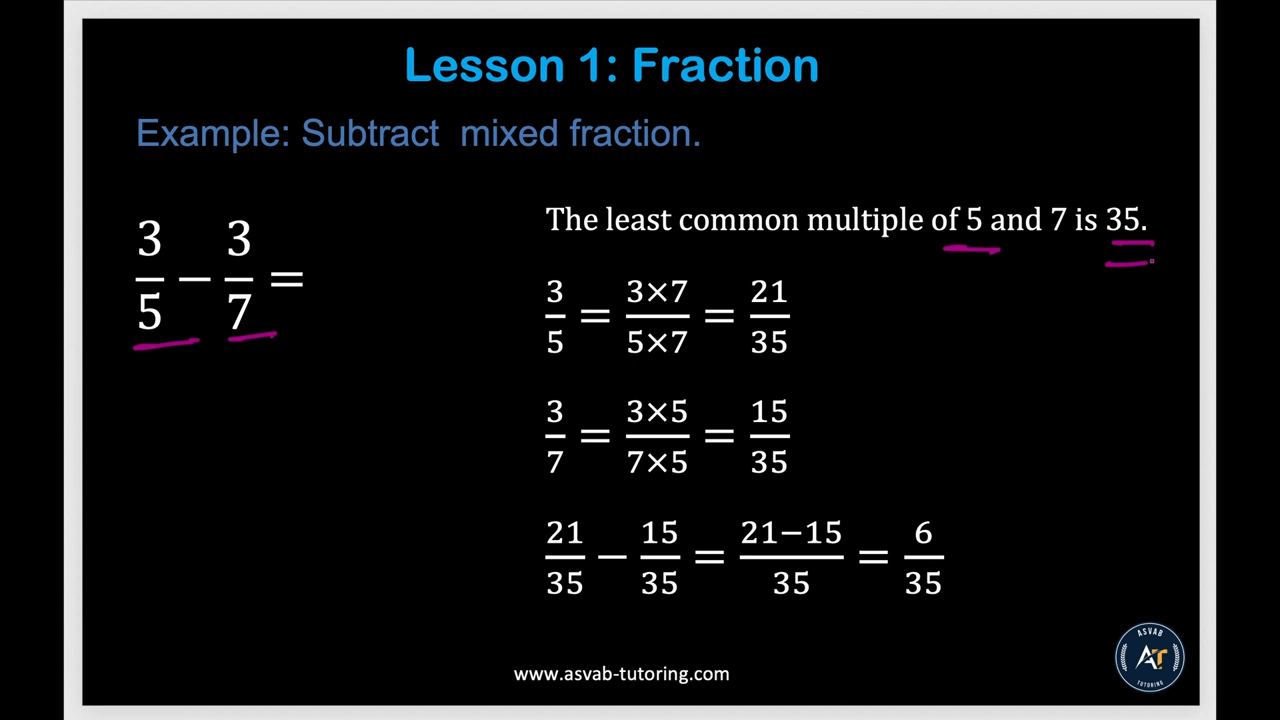 Lesson 1: Fraction
Example: Subtract mixed fraction.
3/5 − 3/7 =
The least common multiple of 5 and 7 is 35.
3/5 = 3×7/5×7 = 21/35
3/7 = 3×5/7×5 = 15/35
21/35 − 15/35 = 21−15/35 = 6/35
www.asvab-tutoring.com
ASVAB
AT
TUTORING